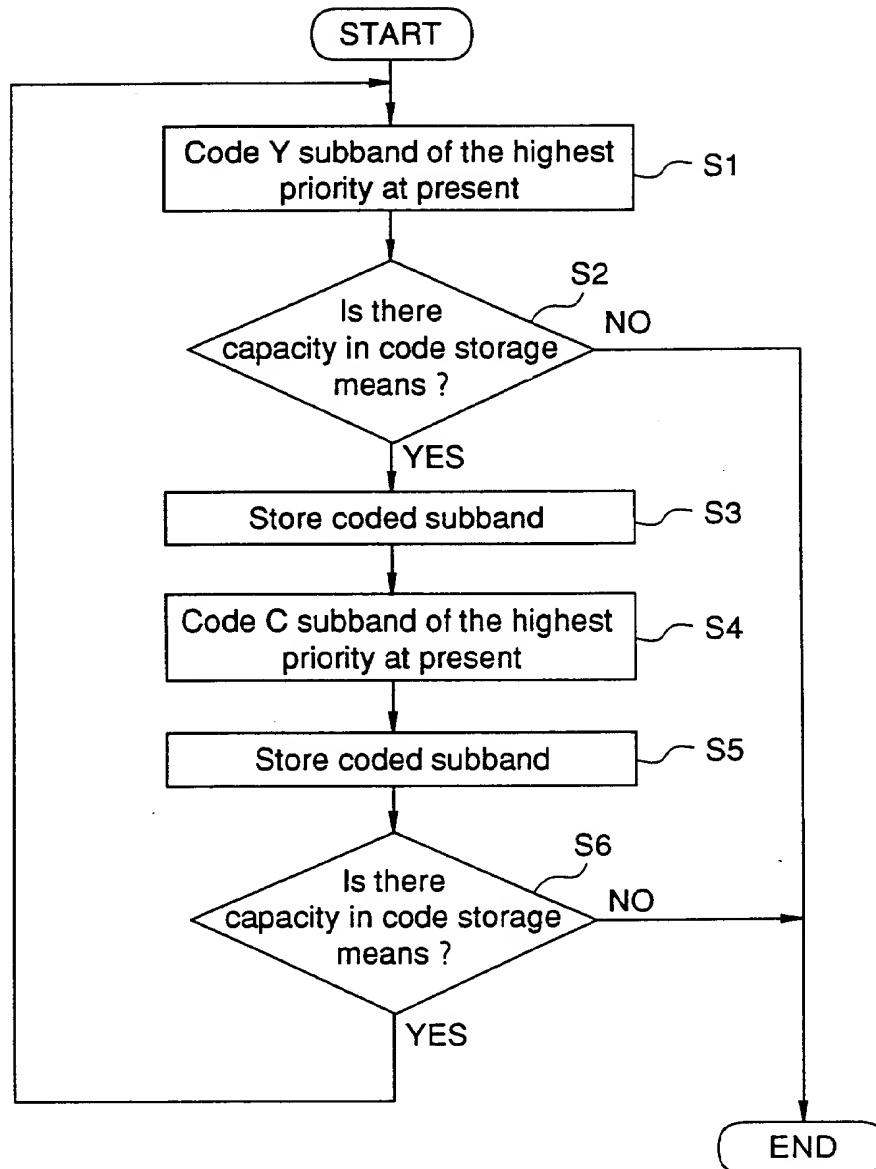 START
Code Y subband of the highest
priority at present
S1
S2
Is there
capacity in code storage
means ?
NO
YES
Store coded subband
S3
Code C subband of the highest
priority at present
S4
Store coded subband
S5
S6
Is there
capacity in code storage
means ?
NO
YES
END